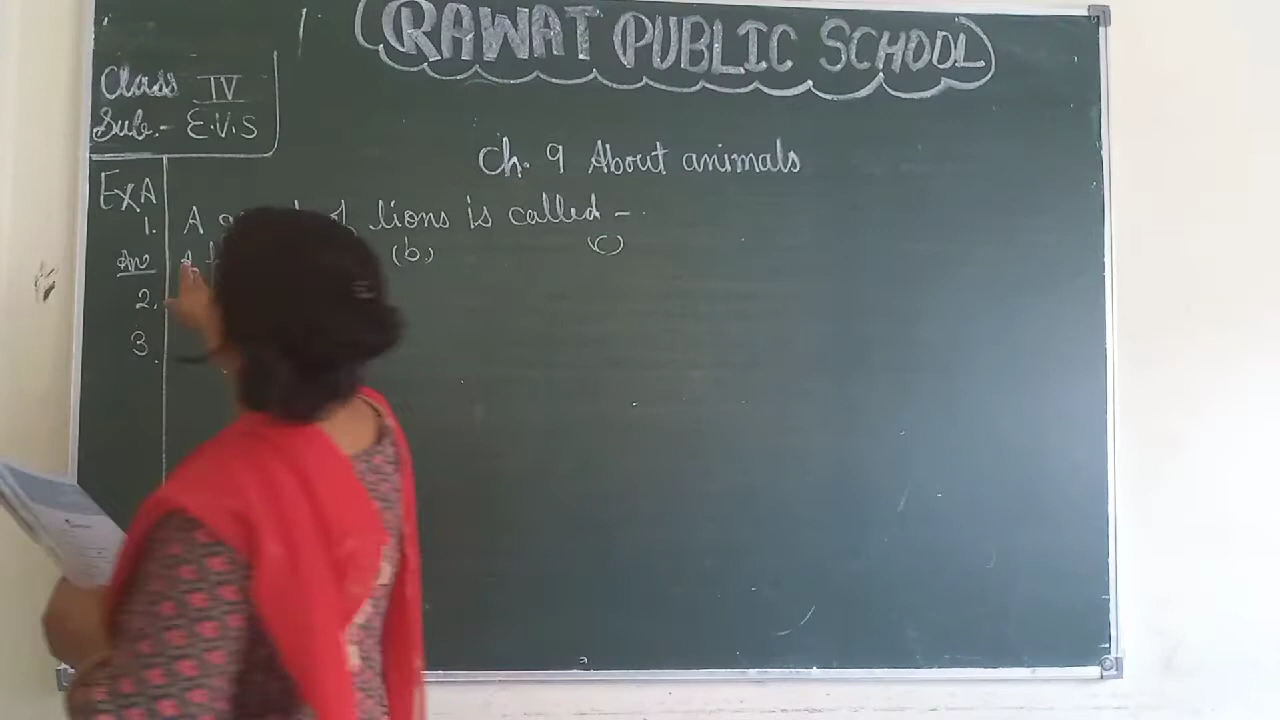 RAWAT PUBLIC SCHOOL
Class IV
Sub.- E.V.S
Ch. 9 About animals
Ex A
1. A of lions is called -
Ans (b) (c)
2.
3.